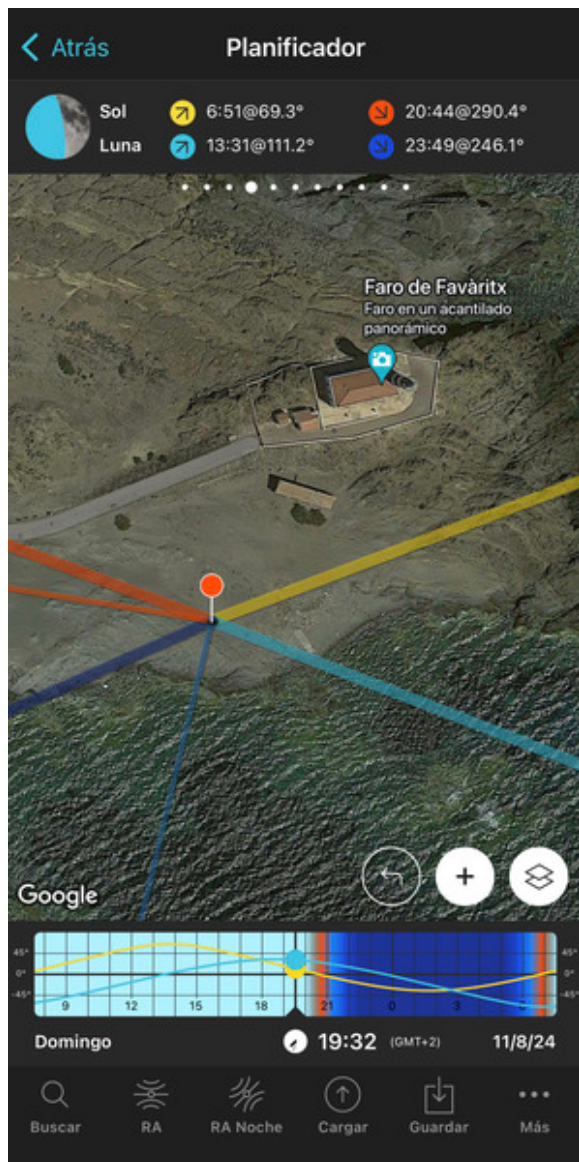 Atrás
Planificador
Sol 6:51@69.3° 20:44@290.4°
Luna 13:31@111.2° 23:49@246.1°
Faro de Favàritx
Faro en un acantilado
panorámico
Google
45° 45°
0° 0°
-45° -45°
9 12 15 18 21 0 3 6
Domingo 19:32 (GMT+2) 11/8/24
Buscar RA RA Noche Cargar Guardar Más